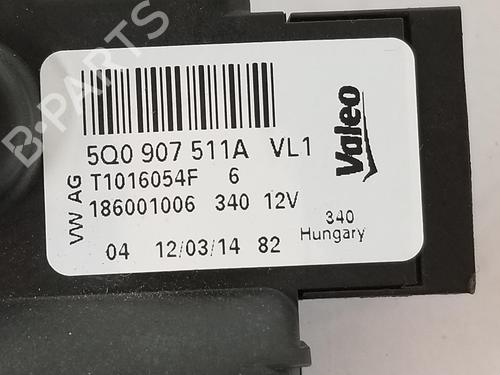 B-PARTS
5Q0 907 511A VL1
VW AG
T1016054F 6
186001006 340 12V
04 12/03/14 82
Valeo
340
Hungary